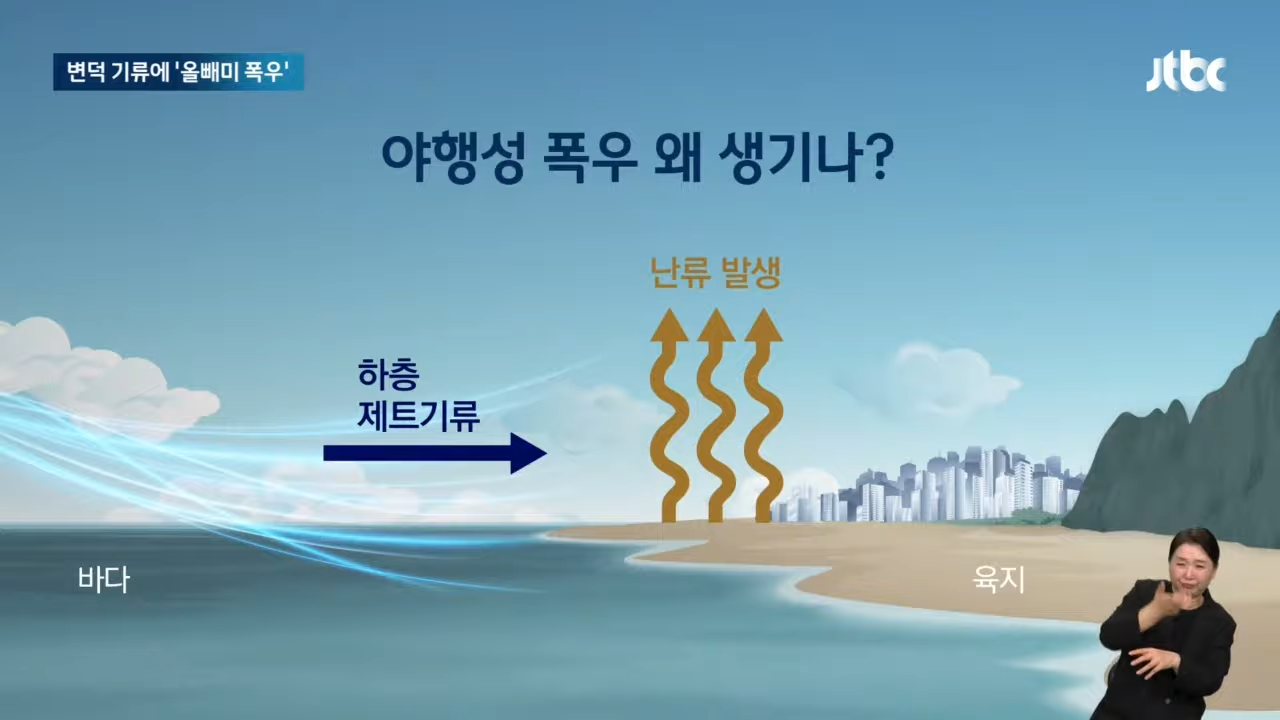 변덕 기류에 '올빼미 폭우'
jtbc
야행성 폭우 왜 생기나?
난류 발생
하층
제트기류
바다
육지